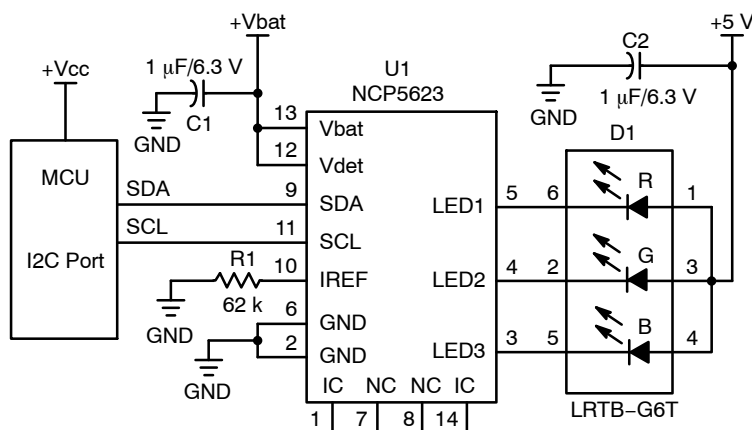 +Vbat
+5 V
U1
C2
1 μF/6.3 V
+Vcc
NCP5623
1 μF/6.3 V
C1
GND
GND
D1
13
Vbat
12
Vdet
MCU
SDA
9
SDA
LED1
5
6
R
1
SCL
11
SCL
I2C Port
R1
10
IREF
LED2
4
2
G
3
62 k
GND
6
GND
2
GND
GND
LED3
3
5
B
4
IC
NC
NC
IC
1
7
8
14
LRTB–G6T